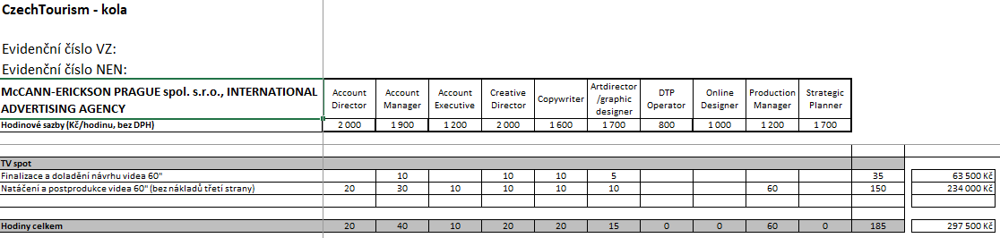 CzechTourism - kola
Evidenční číslo VZ:
Evidenční číslo NEN:
McCANN-ERICKSON PRAGUE spol. s.r.o., INTERNATIONAL ADVERTISING AGENCY Account Director Account Manager Account Executive Creative Director Copywriter Artdirector /graphic designer DTP Operator Online Designer Production Manager Strategic Planner
Hodinové sazby (Kč/hodinu, bez DPH) 2 000 1 900 1 200 2 000 1 600 1 700 800 1 000 1 200 1 700
TV spot
Finalizace a doladění návrhu videa 60" 10 10 10 5 35 63 500 Kč
Natáčení a postprodukce videa 60" (bez nákladů třetí strany) 20 30 10 10 10 10 60 150 234 000 Kč
Hodiny celkem 20 40 10 20 20 15 0 0 60 0 185 297 500 Kč